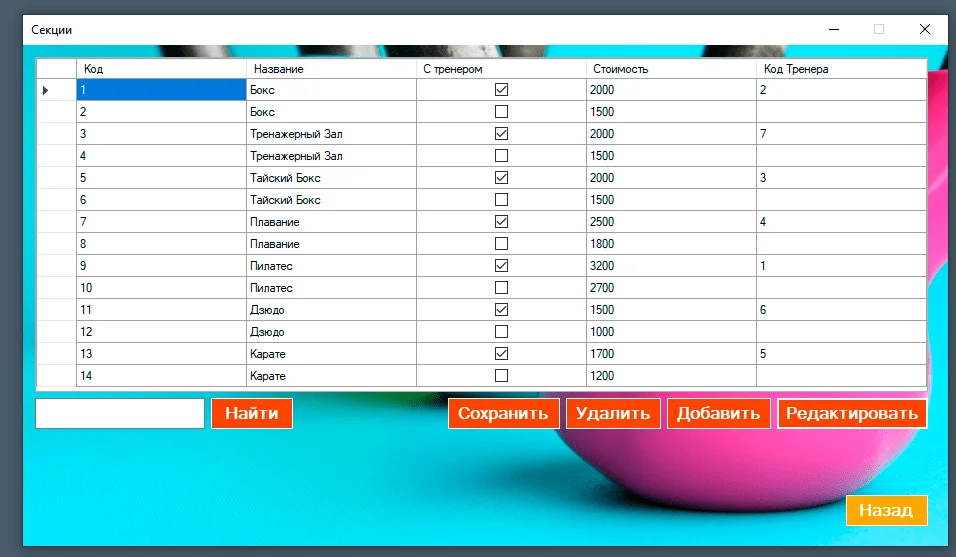 Секции
Код Название С тренером Стоимость Код Тренера
1 Бокс 2000 2
2 Бокс 1500
3 Тренажерный Зал 2000 7
4 Тренажерный Зал 1500
5 Тайский Бокс 2000 3
6 Тайский Бокс 1500
7 Плавание 2500 4
8 Плавание 1800
9 Пилатес 3200 1
10 Пилатес 2700
11 Дзюдо 1500 6
12 Дзюдо 1000
13 Карате 1700 5
14 Карате 1200
Найти Сохранить Удалить Добавить Редактировать
Назад